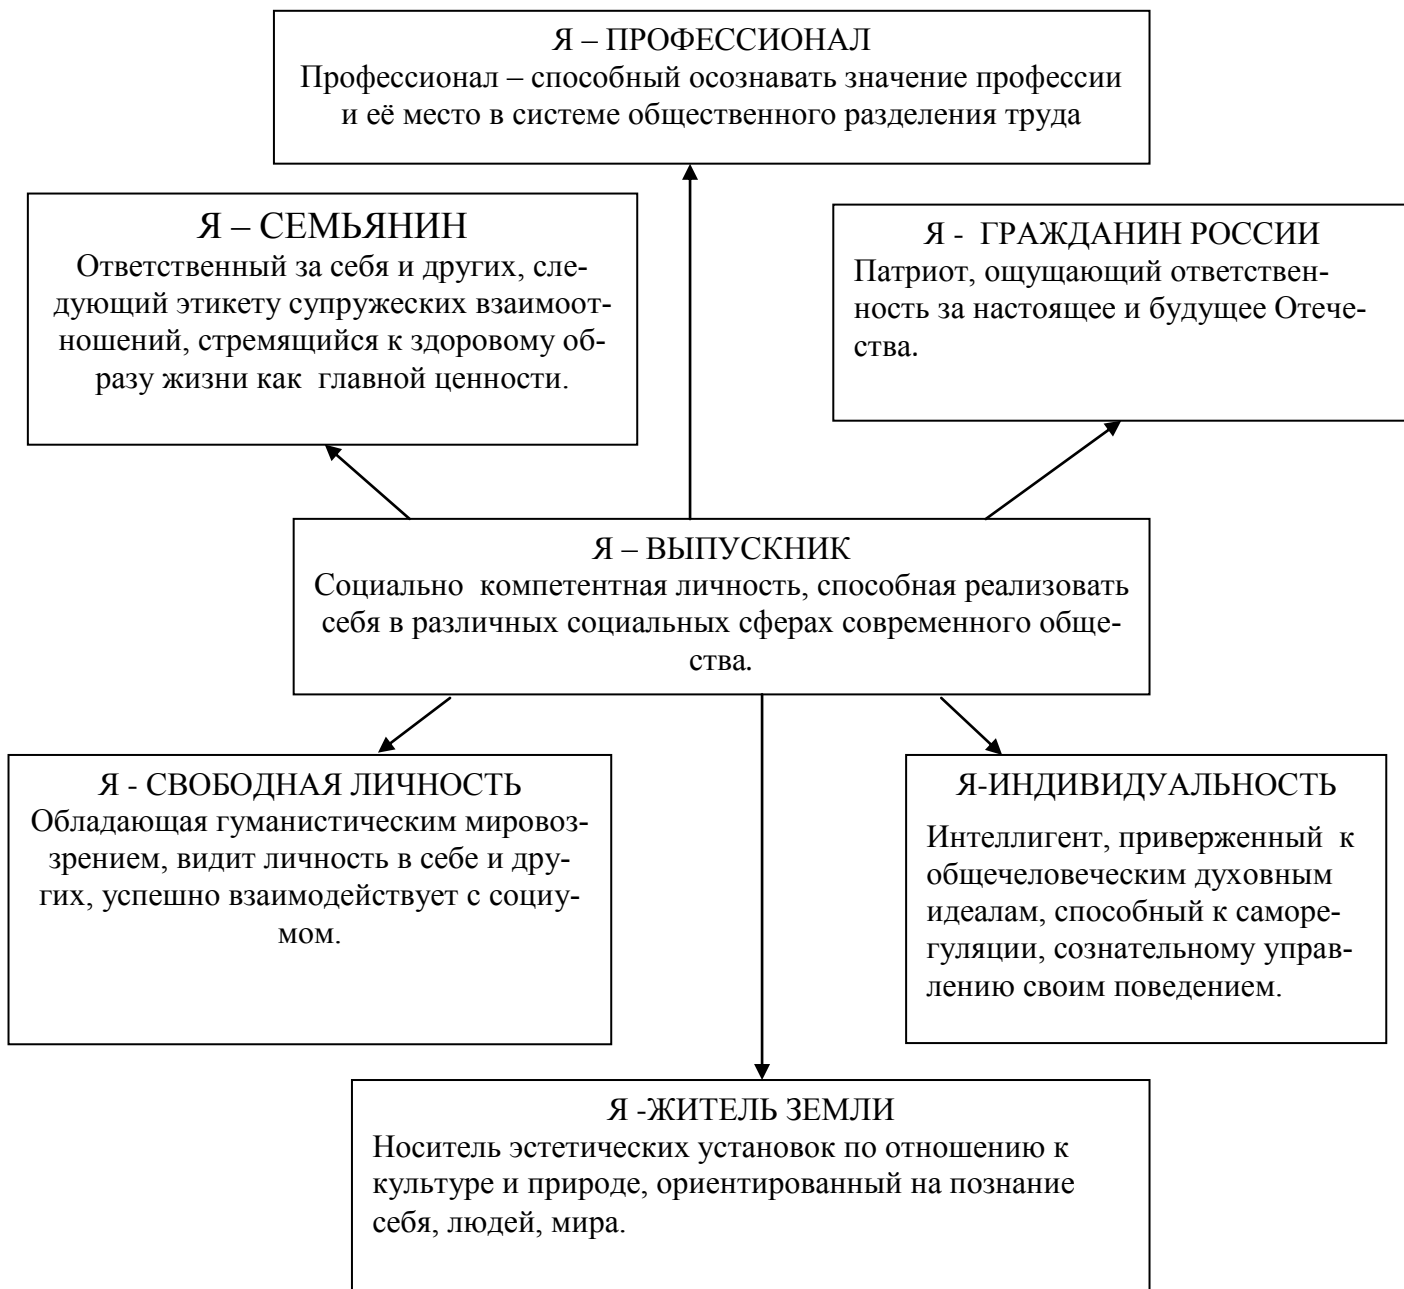 Я – ПРОФЕССИОНАЛ
Профессионал – способный осознавать значение профессии
и её место в системе общественного разделения труда
Я – СЕМЬЯНИН
Ответственный за себя и других, сле-
дующий этикету супружеских взаимоот-
ношений, стремящийся к здоровому об-
разу жизни как главной ценности.
Я - ГРАЖДАНИН РОССИИ
Патриот, ощущающий ответствен-
ность за настоящее и будущее Отече-
ства.
Я – ВЫПУСКНИК
Социально компетентная личность, способная реализовать
себя в различных социальных сферах современного обще-
ства.
Я - СВОБОДНАЯ ЛИЧНОСТЬ
Обладающая гуманистическим мировоз-
зрением, видит личность в себе и дру-
гих, успешно взаимодействует с социу-
мом.
Я-ИНДИВИДУАЛЬНОСТЬ
Интеллигент, приверженный к
общечеловеческим духовным
идеалам, способный к саморе-
гуляции, сознательному управ-
лению своим поведением.
Я -ЖИТЕЛЬ ЗЕМЛИ
Носитель эстетических установок по отношению к
культуре и природе, ориентированный на познание
себя, людей, мира.